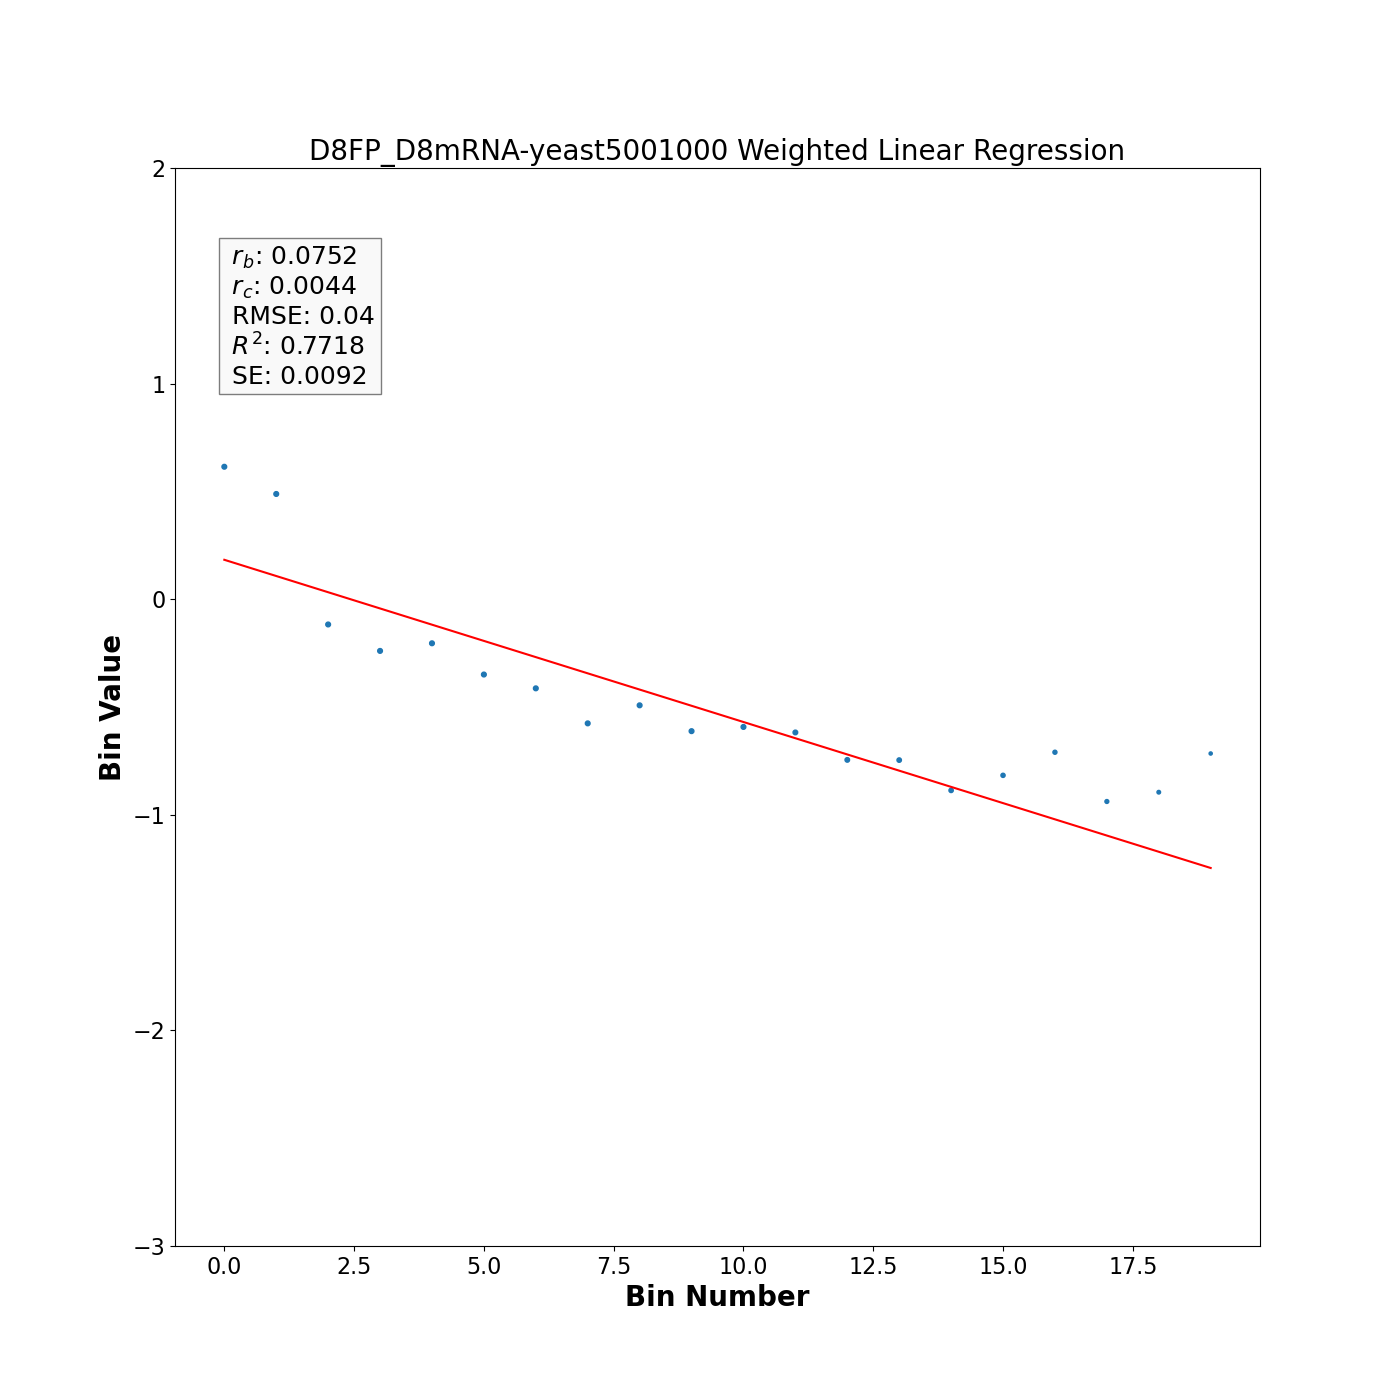 D8FP_D8mRNA-yeast5001000 Weighted Linear Regression
2
r_b: 0.0752
r_c: 0.0044
RMSE: 0.04
R²: 0.7718
SE: 0.0092
1
0
−1
−2
−3
Bin Value
0.0 2.5 5.0 7.5 10.0 12.5 15.0 17.5
Bin Number